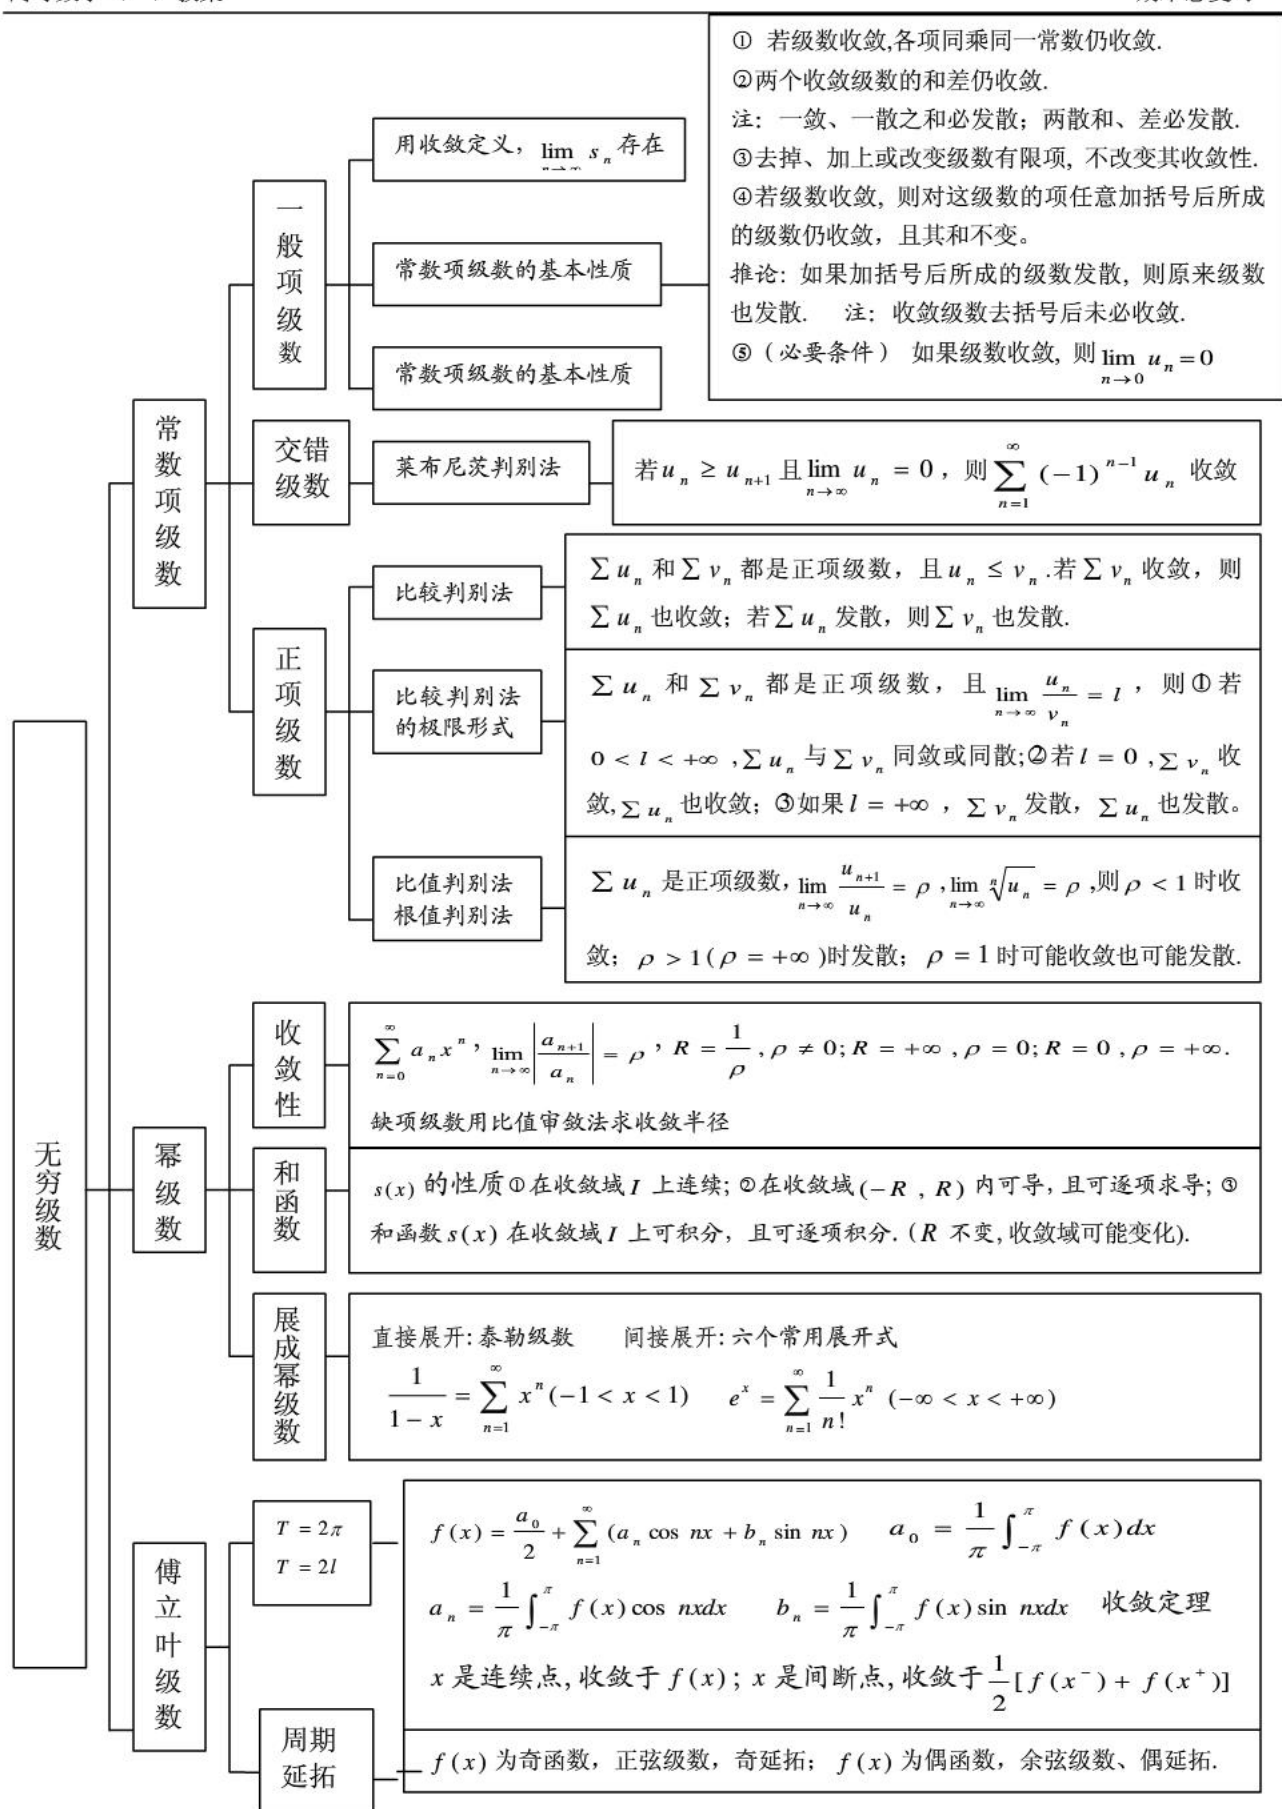 ① 若级数收敛,各项同乘同一常数仍收敛.
②两个收敛级数的和差仍收敛.
注：一敛、一散之和必发散；两散和、差必发散.
③去掉、加上或改变级数有限项, 不改变其收敛性.
④若级数收敛, 则对这级数的项任意加括号后所成
的级数仍收敛，且其和不变。
推论: 如果加括号后所成的级数发散, 则原来级数
也发散. 注：收敛级数去括号后未必收敛.
⑤（必要条件） 如果级数收敛, 则 lim_{n→0} u_n = 0
用收敛定义，lim_{n→∞} s_n 存在
一般项级数
常数项级数的基本性质
常数项级数的基本性质
常数项级数
交错
级数
莱布尼茨判别法
若 u_n ≥ u_{n+1} 且 lim_{n→∞} u_n = 0，则 ∑_{n=1}^{∞} (-1)^{n-1} u_n 收敛
正项级数
比较判别法
∑ u_n 和 ∑ v_n 都是正项级数，且 u_n ≤ v_n .若 ∑ v_n 收敛，则
∑ u_n 也收敛；若 ∑ u_n 发散，则 ∑ v_n 也发散.
比较判别法
的极限形式
∑ u_n 和 ∑ v_n 都是正项级数，且 lim_{n→∞} u_n/v_n = l ，则①若
0 < l < +∞ ,∑ u_n 与 ∑ v_n 同敛或同散;②若 l = 0 ,∑ v_n 收
敛,∑ u_n 也收敛；③如果 l = +∞ ，∑ v_n 发散，∑ u_n 也发散。
比值判别法
根值判别法
∑ u_n 是正项级数, lim_{n→∞} u_{n+1}/u_n = ρ , lim_{n→∞} ⁿ√u_n = ρ ,则 ρ < 1 时收
敛；ρ > 1(ρ = +∞ )时发散；ρ = 1 时可能收敛也可能发散.
无穷级数
幂级数
收敛性
∑_{n=0}^{∞} a_n x^n ，lim_{n→∞} |a_{n+1}/a_n| = ρ ，R = 1/ρ , ρ ≠ 0; R = +∞ , ρ = 0; R = 0 , ρ = +∞.
缺项级数用比值审敛法求收敛半径
和函数
s(x) 的性质①在收敛域 I 上连续; ②在收敛域 (-R , R) 内可导, 且可逐项求导; ③
和函数 s(x) 在收敛域 I 上可积分，且可逐项积分. (R 不变, 收敛域可能变化).
展成幂级数
直接展开: 泰勒级数 间接展开: 六个常用展开式
1/(1-x) = ∑_{n=1}^{∞} x^n (-1 < x < 1) e^x = ∑_{n=1}^{∞} 1/n! x^n (-∞ < x < +∞)
傅立叶级数
T = 2π
T = 2l
f(x) = a_0/2 + ∑_{n=1}^{∞} (a_n cos nx + b_n sin nx) a_0 = 1/π ∫_{-π}^{π} f(x)dx
a_n = 1/π ∫_{-π}^{π} f(x) cos nxdx b_n = 1/π ∫_{-π}^{π} f(x) sin nxdx 收敛定理
x 是连续点, 收敛于 f(x); x 是间断点, 收敛于 1/2 [f(x^-) + f(x^+)]
周期
延拓
f(x) 为奇函数，正弦级数，奇延拓；f(x) 为偶函数，余弦级数、偶延拓.